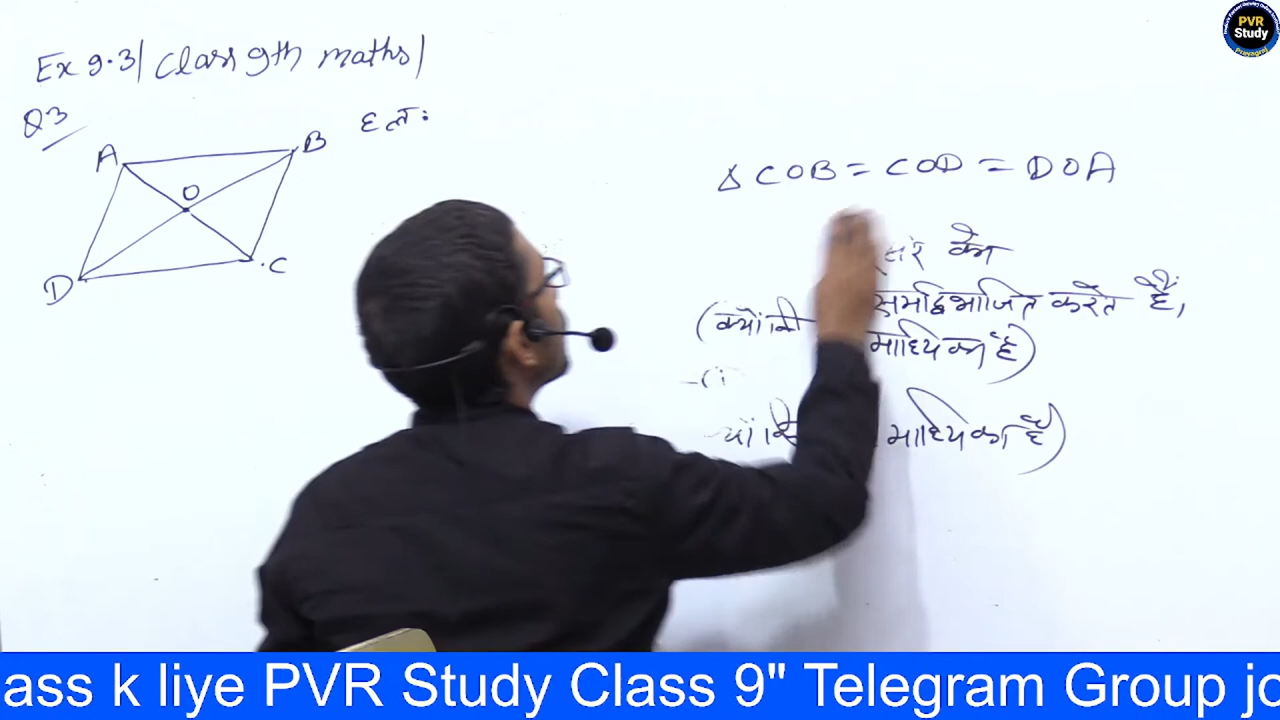 Ex 9.3| Class 9th maths|
Q3
हल:
A
B
O
D
C
Δ COB = COD = DOA
समद्विभाजित करते हैं,
(क्योंकी
माध्यिका है)
माध्यिका है)
PVR
Study
Prayagraj
ass k liye PVR Study Class 9" Telegram Group jo